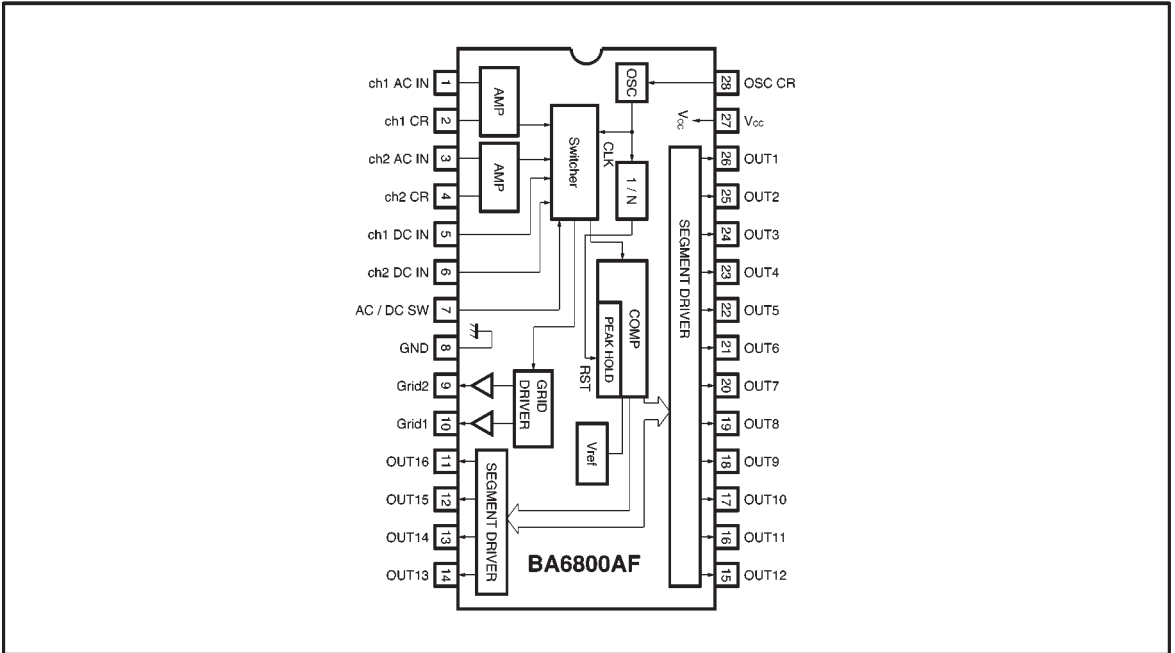 ch1 AC IN 1
ch1 CR 2
ch2 AC IN 3
ch2 CR 4
ch1 DC IN 5
ch2 DC IN 6
AC / DC SW 7
GND 8
Grid2 9
Grid1 10
OUT16 11
OUT15 12
OUT14 13
OUT13 14
AMP
AMP
Switcher
OSC
CLK
1 / N
VCC
COMP
PEAK HOLD
RST
GRID
DRIVER
Vref
SEGMENT DRIVER
SEGMENT DRIVER
BA6800AF
28 OSC CR
27 VCC
26 OUT1
25 OUT2
24 OUT3
23 OUT4
22 OUT5
21 OUT6
20 OUT7
19 OUT8
18 OUT9
17 OUT10
16 OUT11
15 OUT12